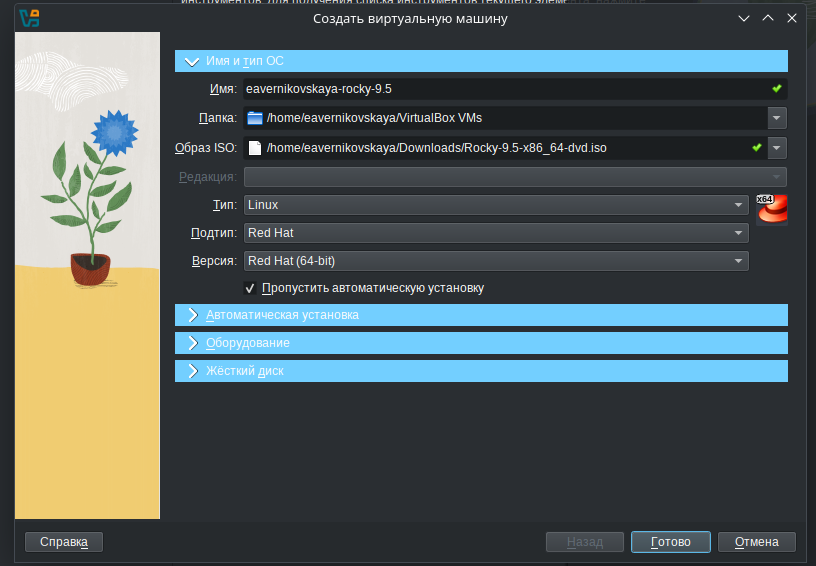 Создать виртуальную машину
Имя и тип ОС
Имя: eavernikovskaya-rocky-9.5
Папка: /home/eavernikovskaya/VirtualBox VMs
Образ ISO: /home/eavernikovskaya/Downloads/Rocky-9.5-x86_64-dvd.iso
Редакция:
Тип: Linux
x64
Подтип: Red Hat
Версия: Red Hat (64-bit)
Пропустить автоматическую установку
Автоматическая установка
Оборудование
Жёсткий диск
Справка Назад Готово Отмена